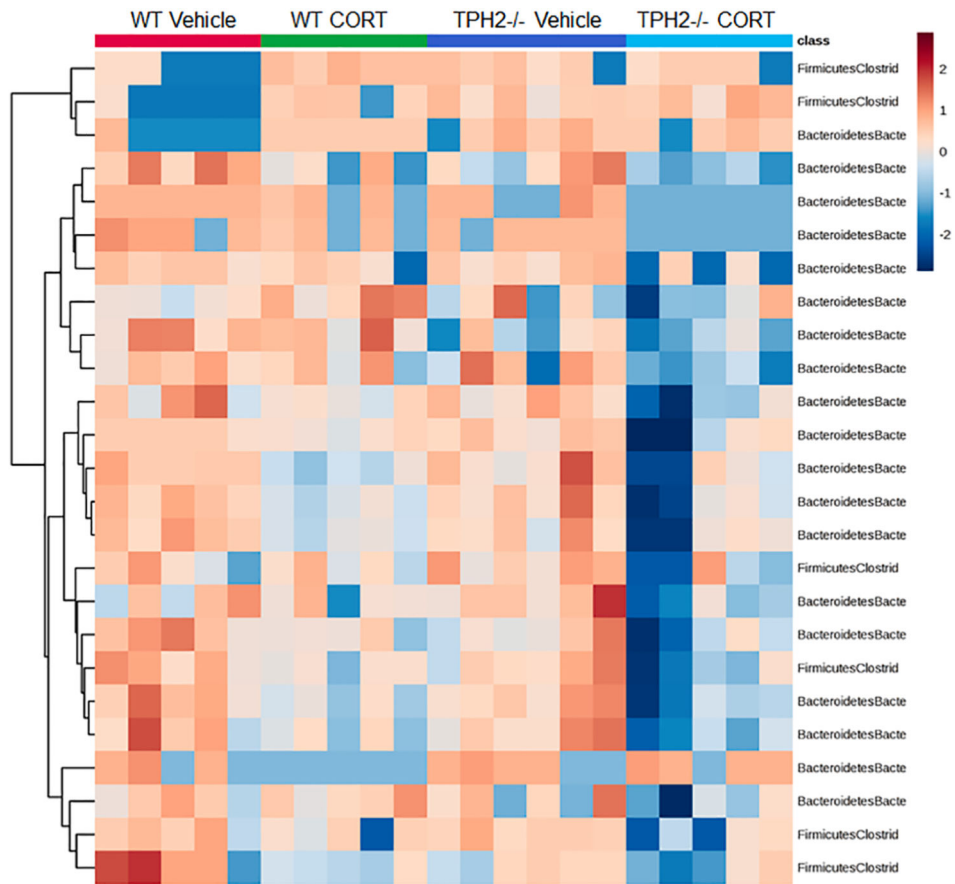 WT Vehicle WT CORT TPH2-/- Vehicle TPH2-/- CORT
class
FirmicutesClostrid
FirmicutesClostrid
BacteroidetesBacte
BacteroidetesBacte
BacteroidetesBacte
BacteroidetesBacte
BacteroidetesBacte
BacteroidetesBacte
BacteroidetesBacte
BacteroidetesBacte
BacteroidetesBacte
BacteroidetesBacte
BacteroidetesBacte
BacteroidetesBacte
BacteroidetesBacte
FirmicutesClostrid
BacteroidetesBacte
BacteroidetesBacte
FirmicutesClostrid
BacteroidetesBacte
BacteroidetesBacte
BacteroidetesBacte
BacteroidetesBacte
FirmicutesClostrid
FirmicutesClostrid
2
1
0
-1
-2